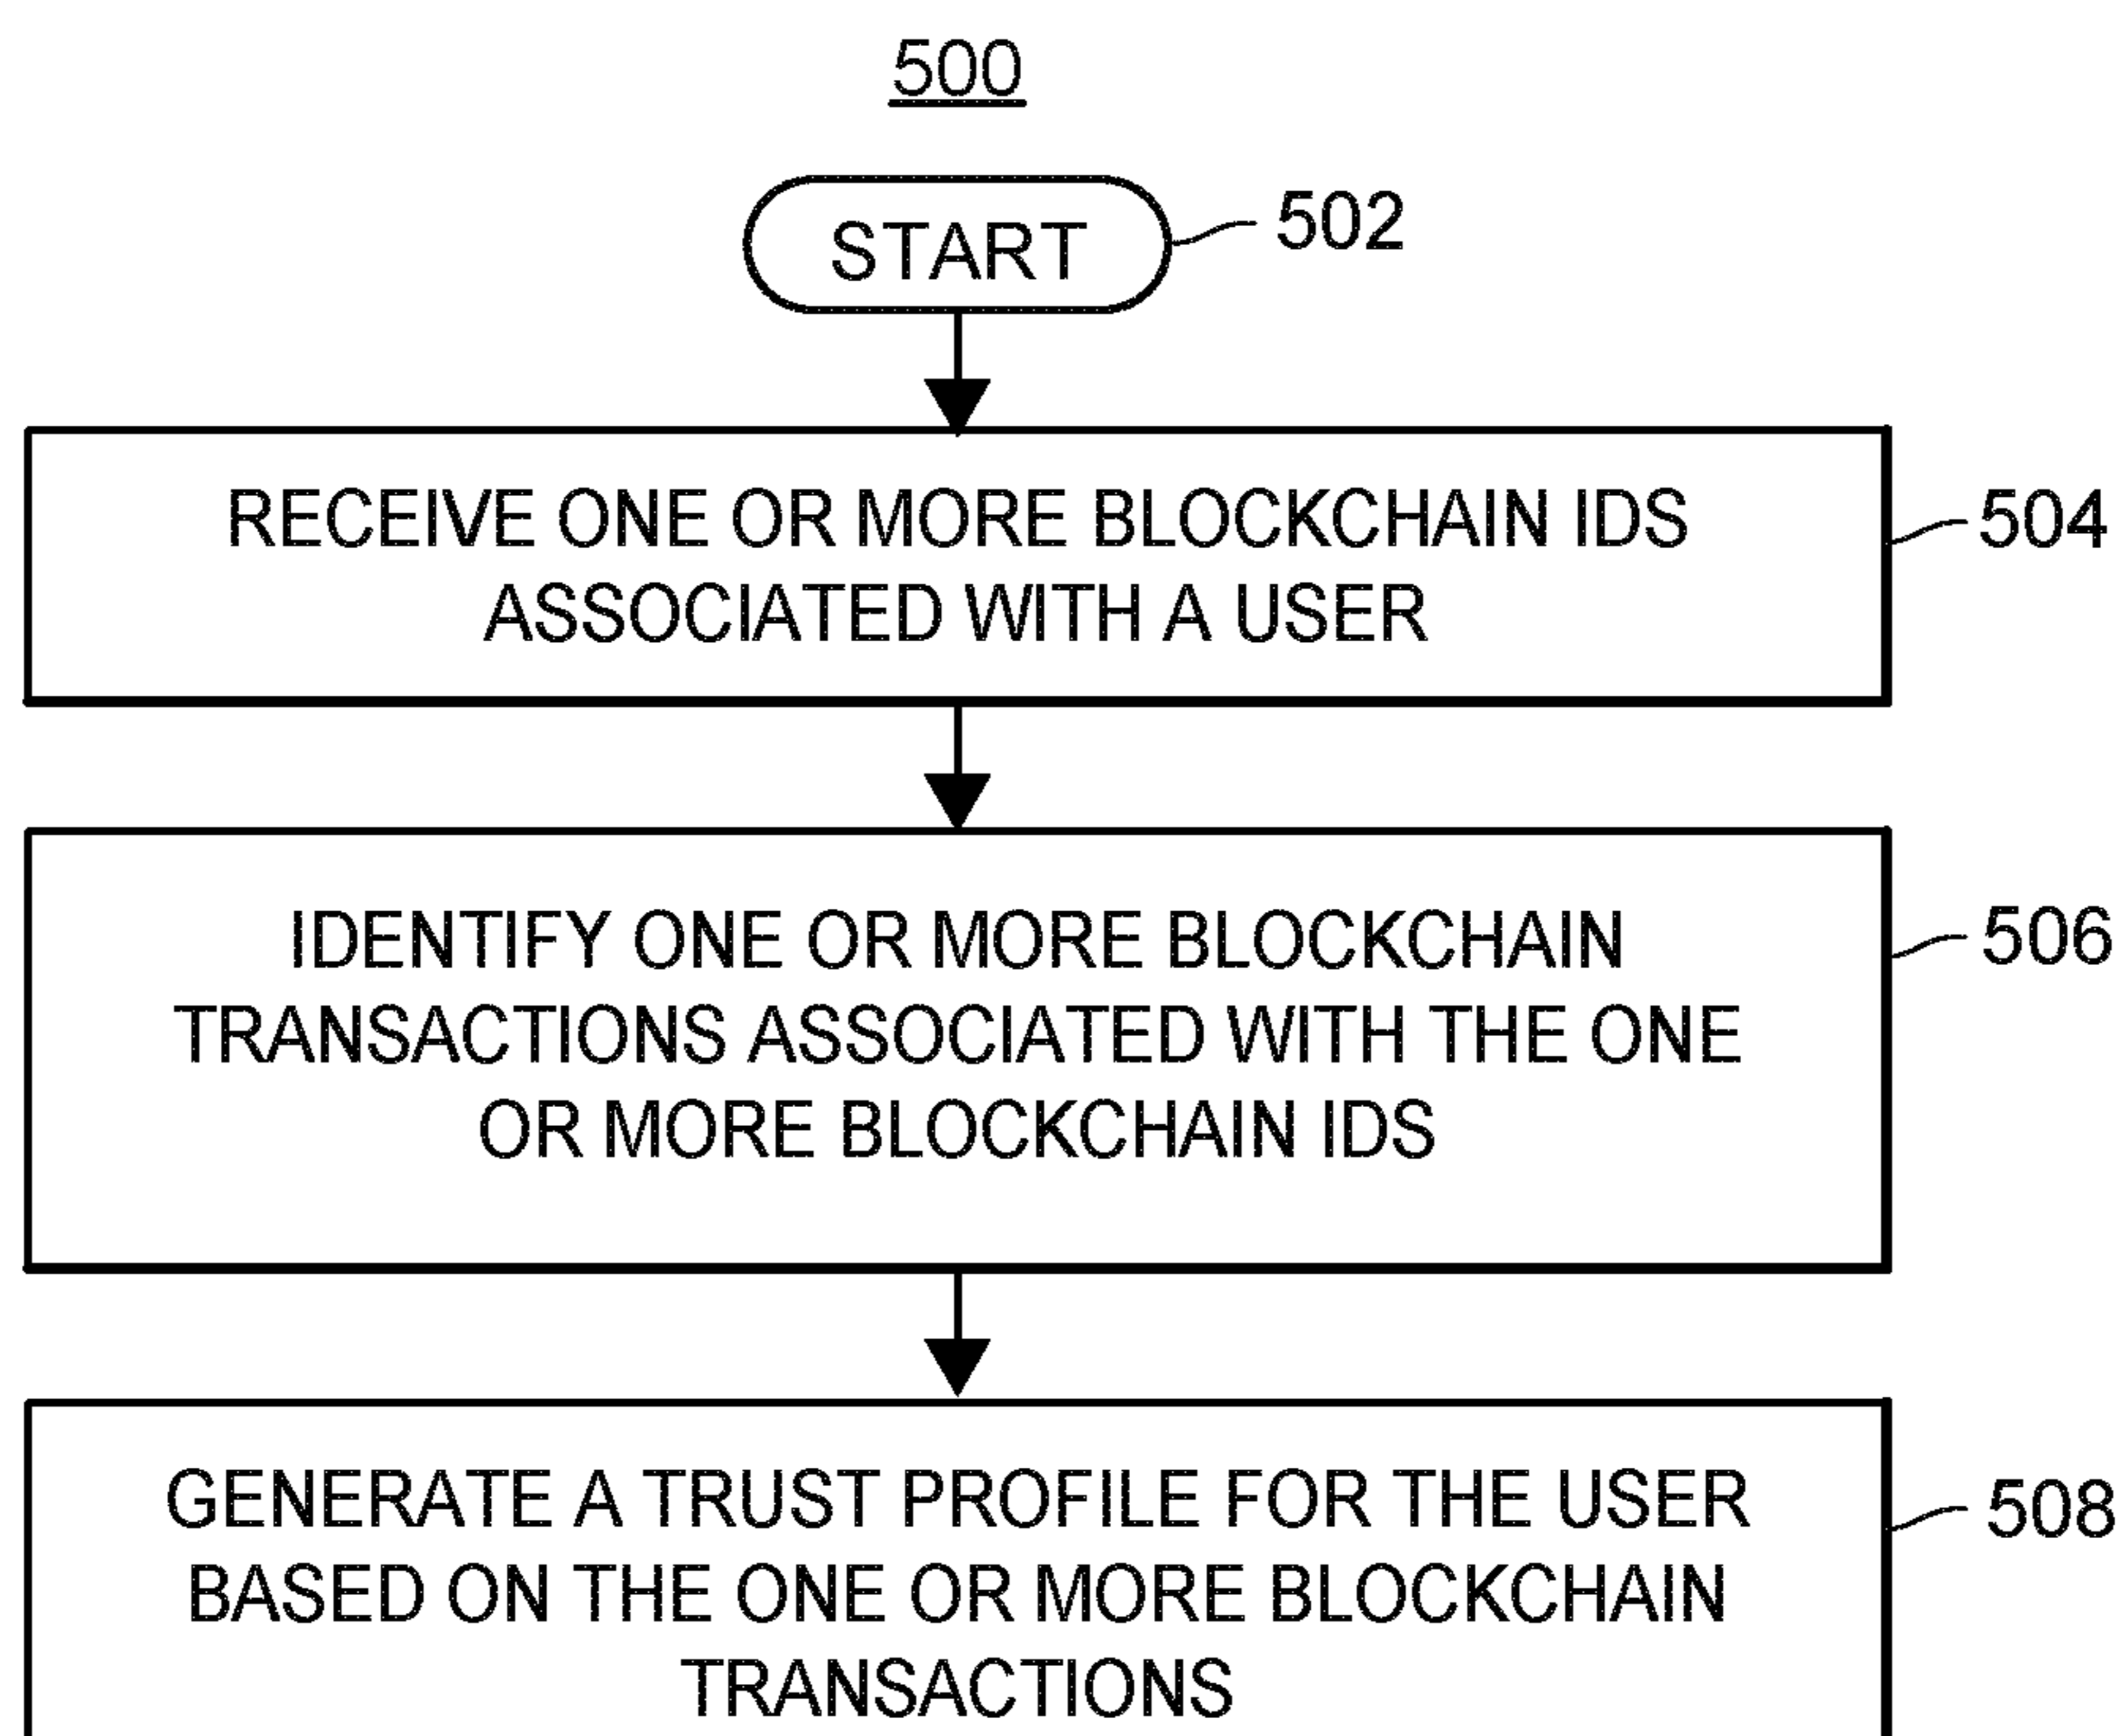 500
START
502
RECEIVE ONE OR MORE BLOCKCHAIN IDS
ASSOCIATED WITH A USER
504
IDENTIFY ONE OR MORE BLOCKCHAIN
TRANSACTIONS ASSOCIATED WITH THE ONE
OR MORE BLOCKCHAIN IDS
506
GENERATE A TRUST PROFILE FOR THE USER
BASED ON THE ONE OR MORE BLOCKCHAIN
TRANSACTIONS
508